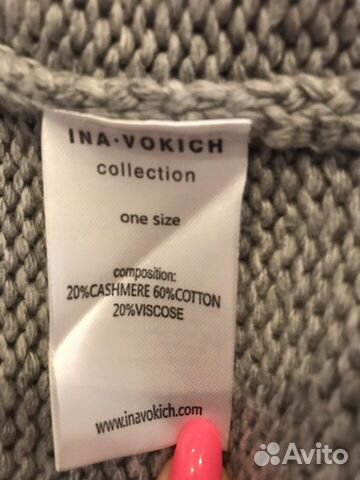 INA·VOKICH
collection
one size
composition:
20%CASHMERE 60%COTTON
20%VISCOSE
www.inavokich.com
Avito